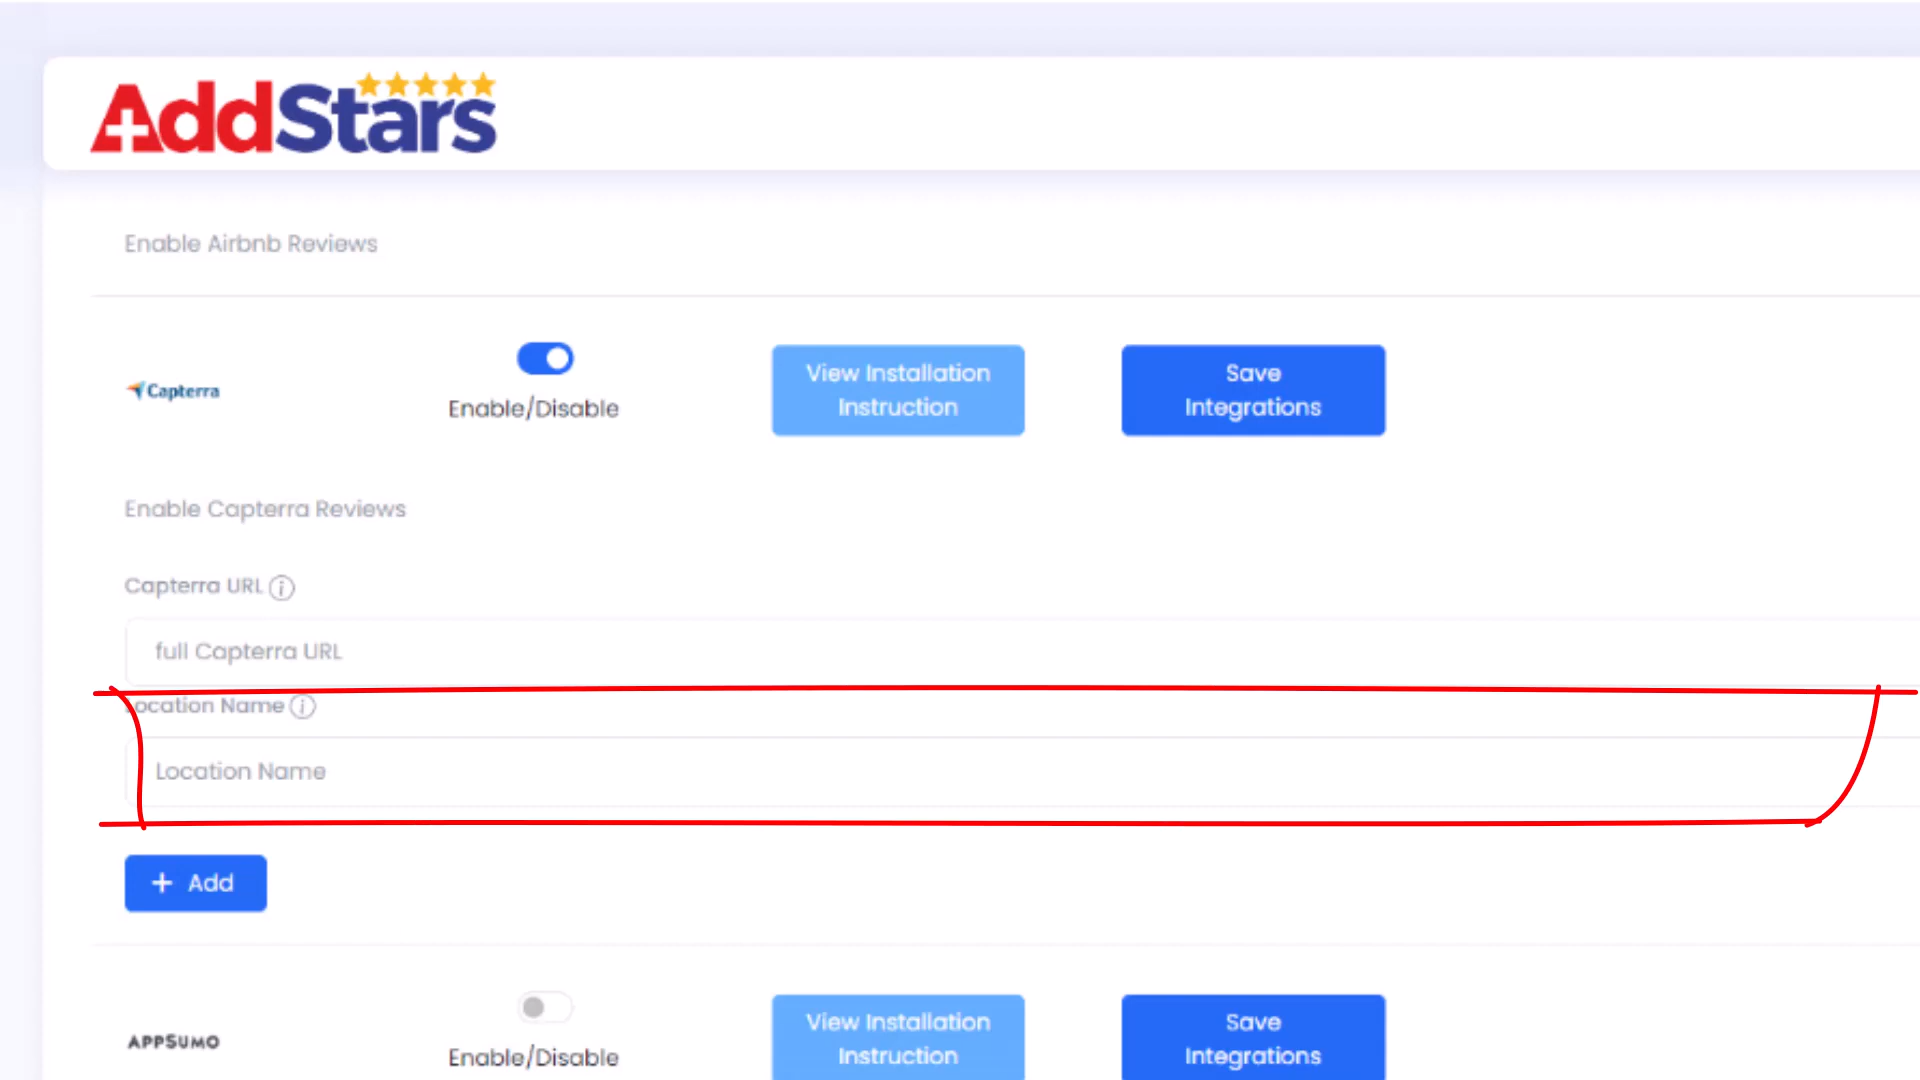 AddStars
Enable Airbnb Reviews
Capterra
Enable/Disable
View Installation
Instruction
Save
Integrations
Enable Capterra Reviews
Capterra URL
full Capterra URL
Location Name
Location Name
+ Add
APPSUMO
Enable/Disable
View Installation
Instruction
Save
Integrations